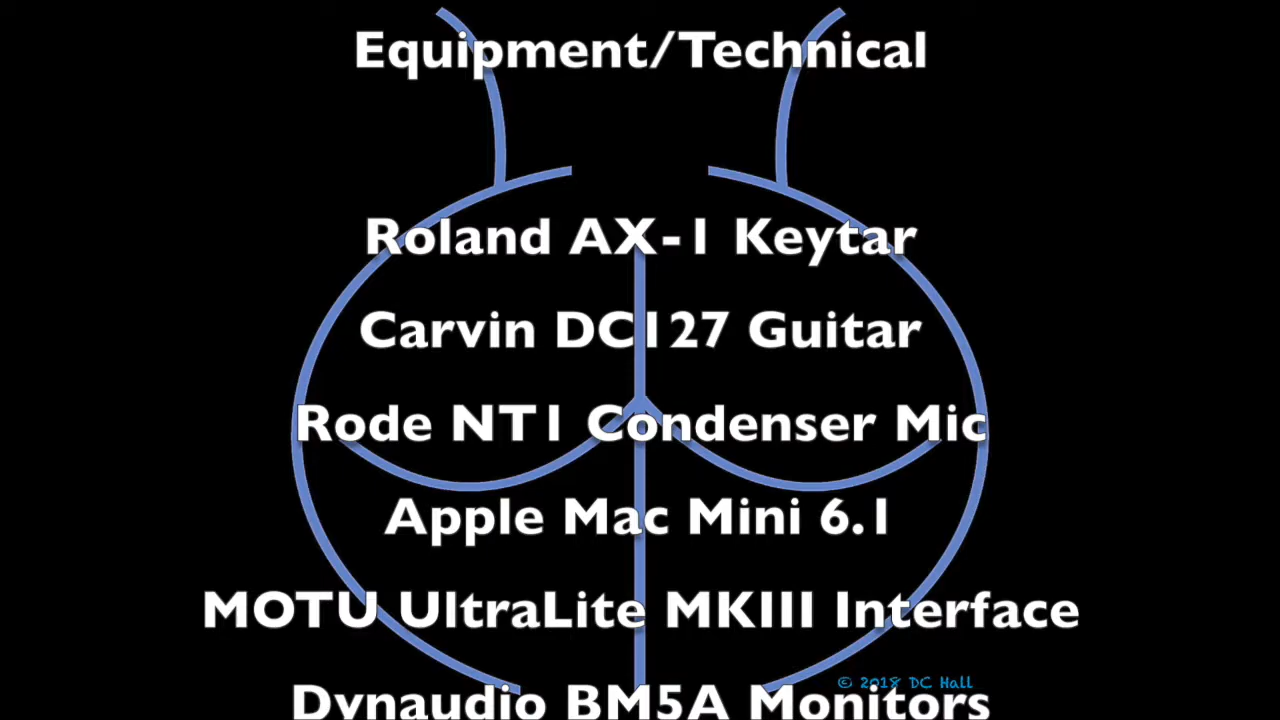 Equipment/Technical
Roland AX-1 Keytar
Carvin DC127 Guitar
Rode NT1 Condenser Mic
Apple Mac Mini 6.1
MOTU UltraLite MKIII Interface
© 2018 DC Hall
Dynaudio BM5A Monitors